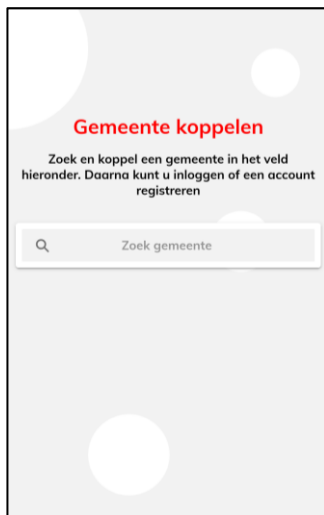 Gemeente koppelen
Zoek en koppel een gemeente in het veld
hieronder. Daarna kunt u inloggen of een account
registreren
Zoek gemeente